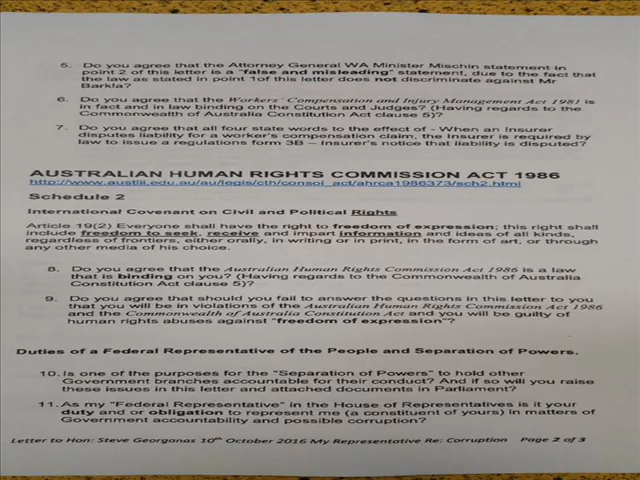 5. Do you agree that the Attorney General WA Minister Mischin statement in
point 2 of this letter is a "false and misleading" statement, due to the fact that
the law as stated in point 1of this letter does not discriminate against Mr
Barkla?
6. Do you agree that the Workers' Compensation and Injury Management Act 1981 is
in fact and in law binding on the Courts and Judges? (Having regards to the
Commonwealth of Australia Constitution Act clause 5)?
7. Do you agree that all four state words to the effect of - When an Insurer
disputes liability for a worker's compensation claim, the Insurer is required by
law to issue a regulations form 3B – Insurer's notice that liability is disputed?
AUSTRALIAN HUMAN RIGHTS COMMISSION ACT 1986
http://www.austlii.edu.au/au/legis/cth/consol_act/ahrca1986373/sch2.html
Schedule 2
International Covenant on Civil and Political Rights
Article 19(2) Everyone shall have the right to freedom of expression; this right shall
include freedom to seek, receive and impart information and ideas of all kinds,
regardless of frontiers, either orally, in writing or in print, in the form of art, or through
any other media of his choice.
8. Do you agree that the Australian Human Rights Commission Act 1986 is a law
that is binding on you? (Having regards to the Commonwealth of Australia
Constitution Act clause 5)?
9. Do you agree that should you fail to answer the questions in this letter to you
that you will be in violations of the Australian Human Rights Commission Act 1986
and the Commonwealth of Australia Constitution Act and you will be guilty of
human rights abuses against "freedom of expression"?
Duties of a Federal Representative of the People and Separation of Powers.
10. Is one of the purposes for the "Separation of Powers" to hold other
Government branches accountable for their conduct? And if so will you raise
these issues in this letter and attached documents in Parliament?
11. As my "Federal Representative" in the House of Representatives is it your
duty and or obligation to represent me (a constituent of yours) in matters of
Government accountability and possible corruption?
Letter to Hon: Steve Georganas 10th October 2016 My Representative Re: Corruption Page 2 of 3